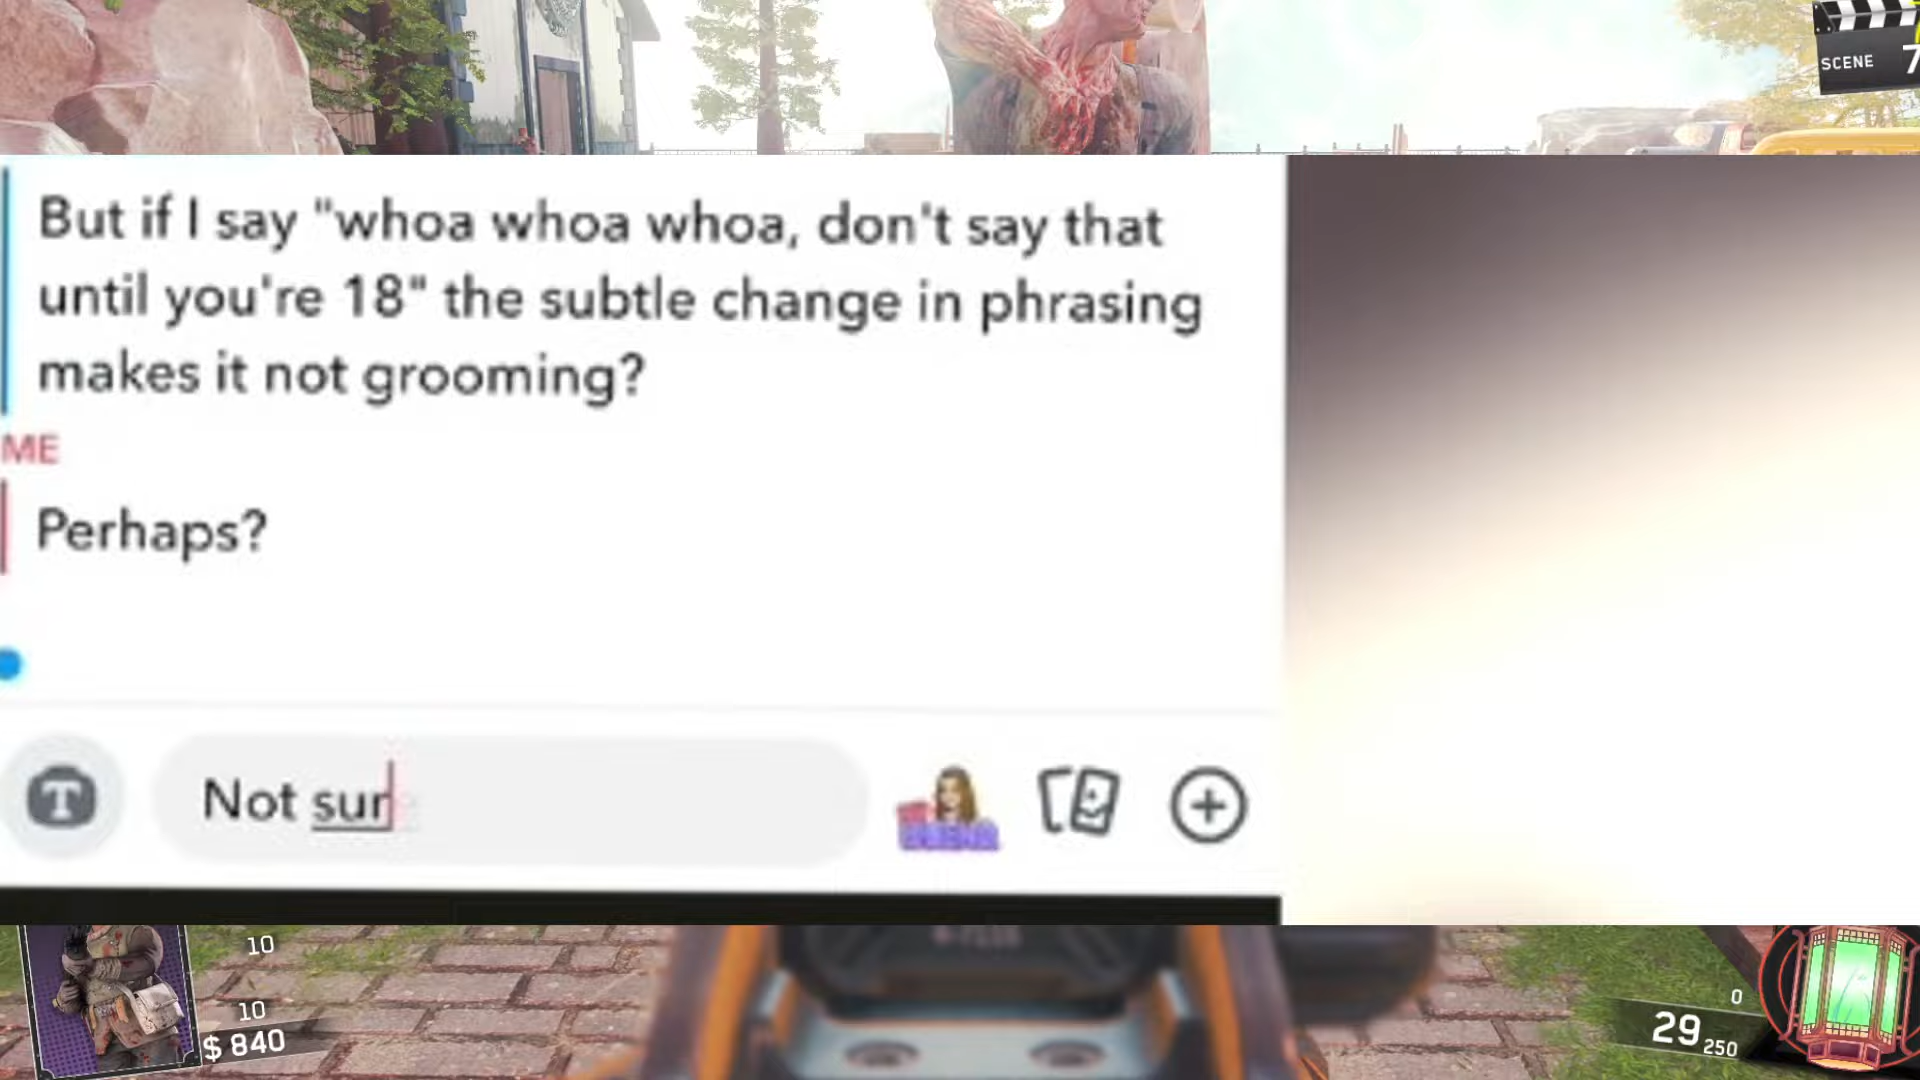 SCENE 7
But if I say "whoa whoa whoa, don't say that
until you're 18" the subtle change in phrasing
makes it not grooming?
ME
Perhaps?
T
Not sur
10
10
$ 840
0
29 250